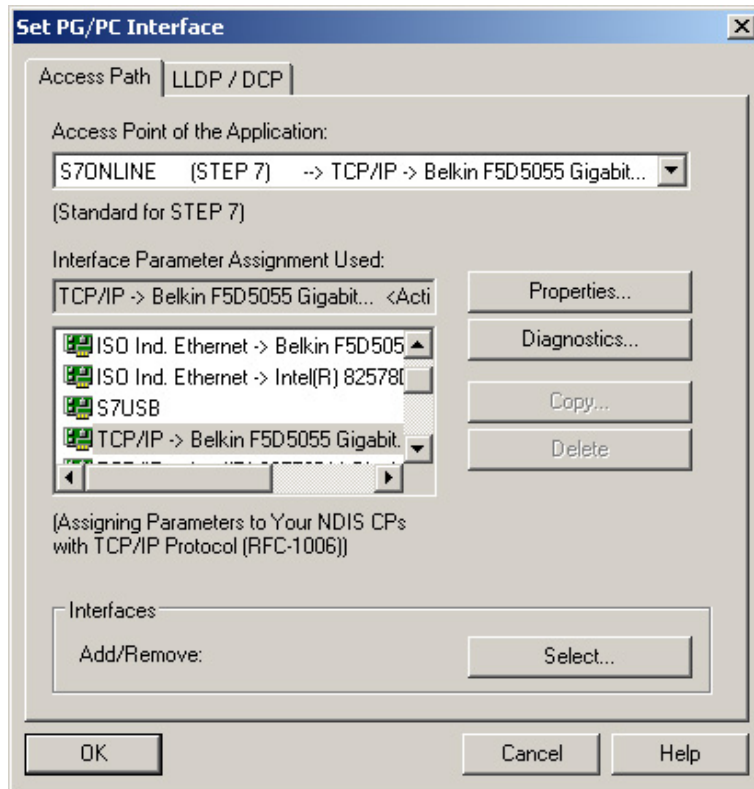 Set PG/PC Interface
Access Path
LLDP / DCP
Access Point of the Application:
S7ONLINE (STEP 7) --> TCP/IP -> Belkin F5D5055 Gigabit...
(Standard for STEP 7)
Interface Parameter Assignment Used:
TCP/IP -> Belkin F5D5055 Gigabit... <Acti
Properties...
ISO Ind. Ethernet -> Belkin F5D505
Diagnostics...
ISO Ind. Ethernet -> Intel(R) 82578D
S7USB
Copy...
TCP/IP -> Belkin F5D5055 Gigabit.
Delete
(Assigning Parameters to Your NDIS CPs
with TCP/IP Protocol (RFC-1006))
Interfaces
Add/Remove:
Select...
OK
Cancel
Help